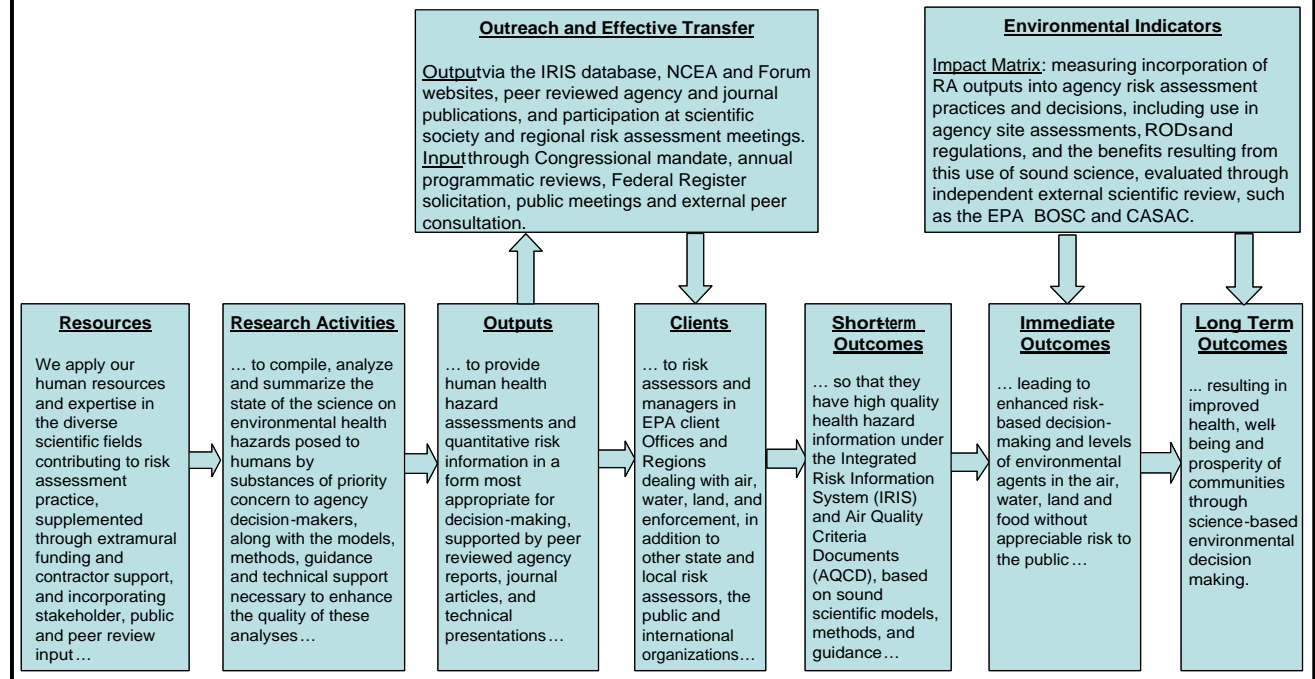 Outreach and Effective Transfer
Outputvia the IRIS database, NCEA and Forum
websites, peer reviewed agency and journal
publications, and participation at scientific
society and regional risk assessment meetings.
Inputthrough Congressional mandate, annual
programmatic reviews, Federal Register
solicitation, public meetings and external peer
consultation.
Environmental Indicators
Impact Matrix: measuring incorporation of
RA outputs into agency risk assessment
practices and decisions, including use in
agency site assessments, RODsand
regulations, and the benefits resulting from
this use of sound science, evaluated through
independent external scientific review, such
as the EPA BOSC and CASAC.
Resources
We apply our
human resources
and expertise in
the diverse
scientific fields
contributing to risk
assessment
practice,
supplemented
through extramural
funding and
contractor support,
and incorporating
stakeholder, public
and peer review
input…
Research Activities
… to compile, analyze
and summarize the
state of the science on
environmental health
hazards posed to
humans by
substances of priority
concern to agency
decision-makers,
along with the models,
methods, guidance
and technical support
necessary to enhance
the quality of these
analyses…
Outputs
… to provide
human health
hazard
assessments and
quantitative risk
information in a
form most
appropriate for
decision-making,
supported by peer
reviewed agency
reports, journal
articles, and
technical
presentations…
Clients
… to risk
assessors and
managers in
EPA client
Offices and
Regions
dealing with air,
water, land, and
enforcement, in
addition to
other state and
local risk
assessors, the
public and
international
organizations…
Short-term
Outcomes
… so that they
have high quality
health hazard
information under
the Integrated
Risk Information
System (IRIS)
and Air Quality
Criteria
Documents
(AQCD), based
on sound
scientific models,
methods, and
guidance…
Immediate
Outcomes
… leading to
enhanced risk-
based decision-
making and levels
of environmental
agents in the air,
water, land and
food without
appreciable risk to
the public…
Long Term
Outcomes
... resulting in
improved
health, well-
being and
prosperity of
communities
through
science-based
environmental
decision
making.